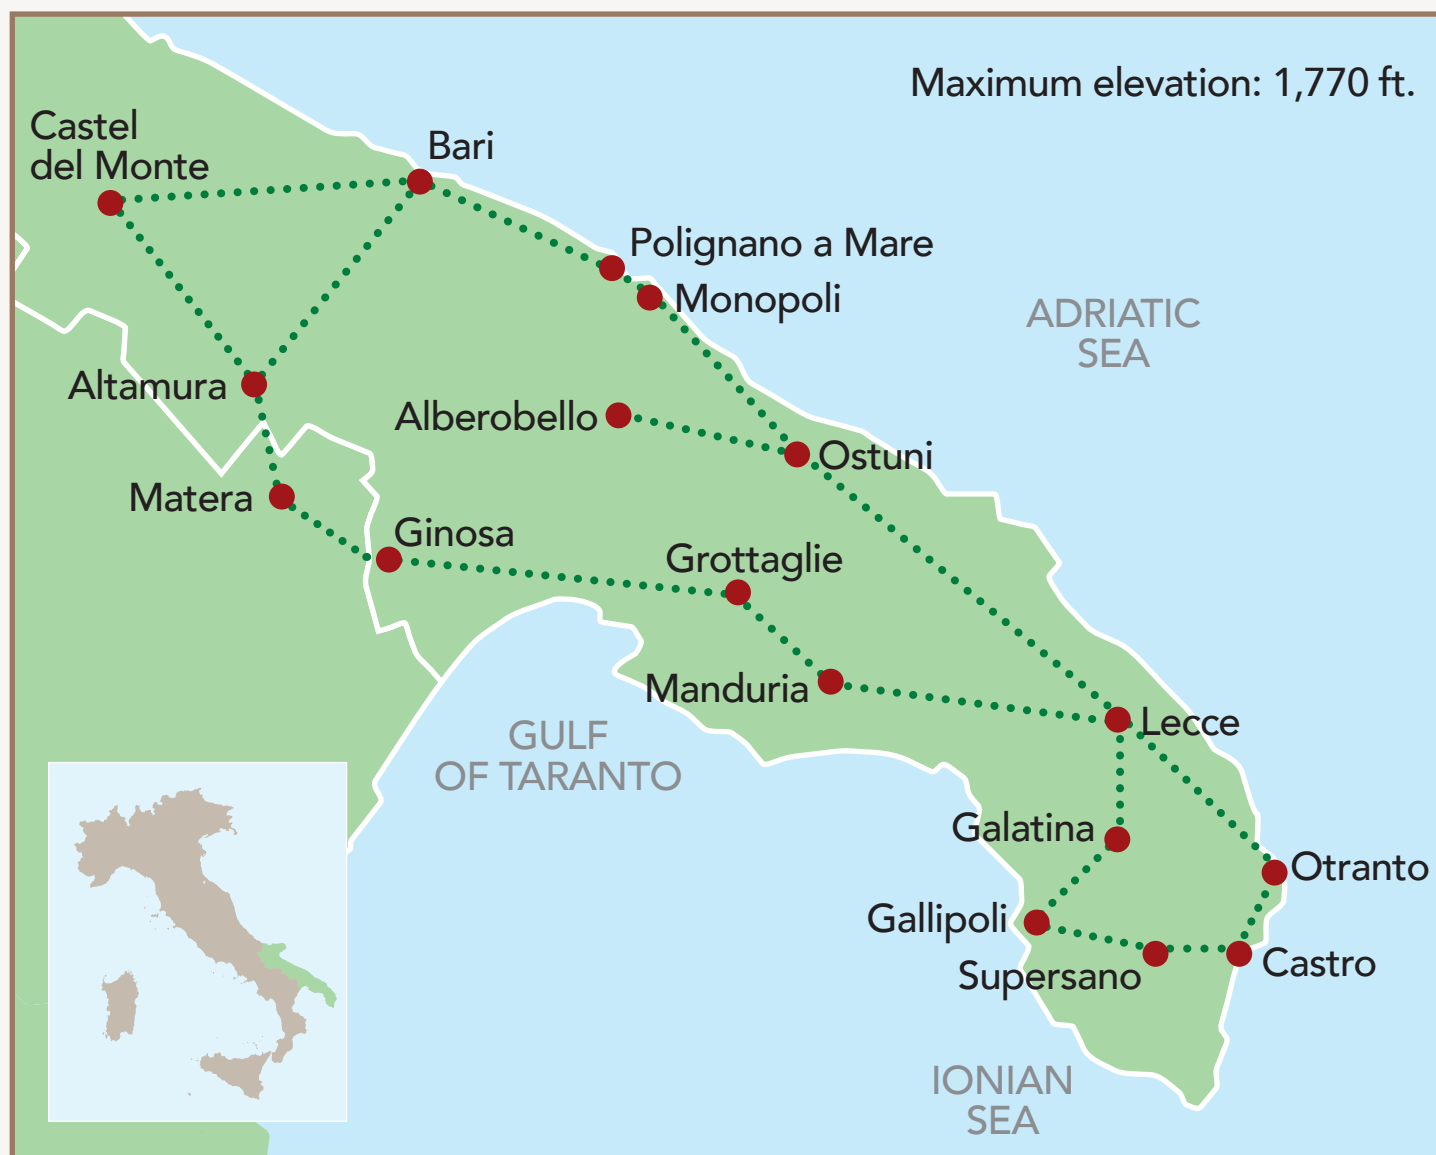 Maximum elevation: 1,770 ft.
Castel
del Monte
Bari
Polignano a Mare
Monopoli
ADRIATIC
SEA
Altamura
Alberobello
Ostuni
Matera
Ginosa
Grottaglie
Manduria
Lecce
GULF
OF TARANTO
Galatina
Otranto
Gallipoli
Supersano
Castro
IONIAN
SEA